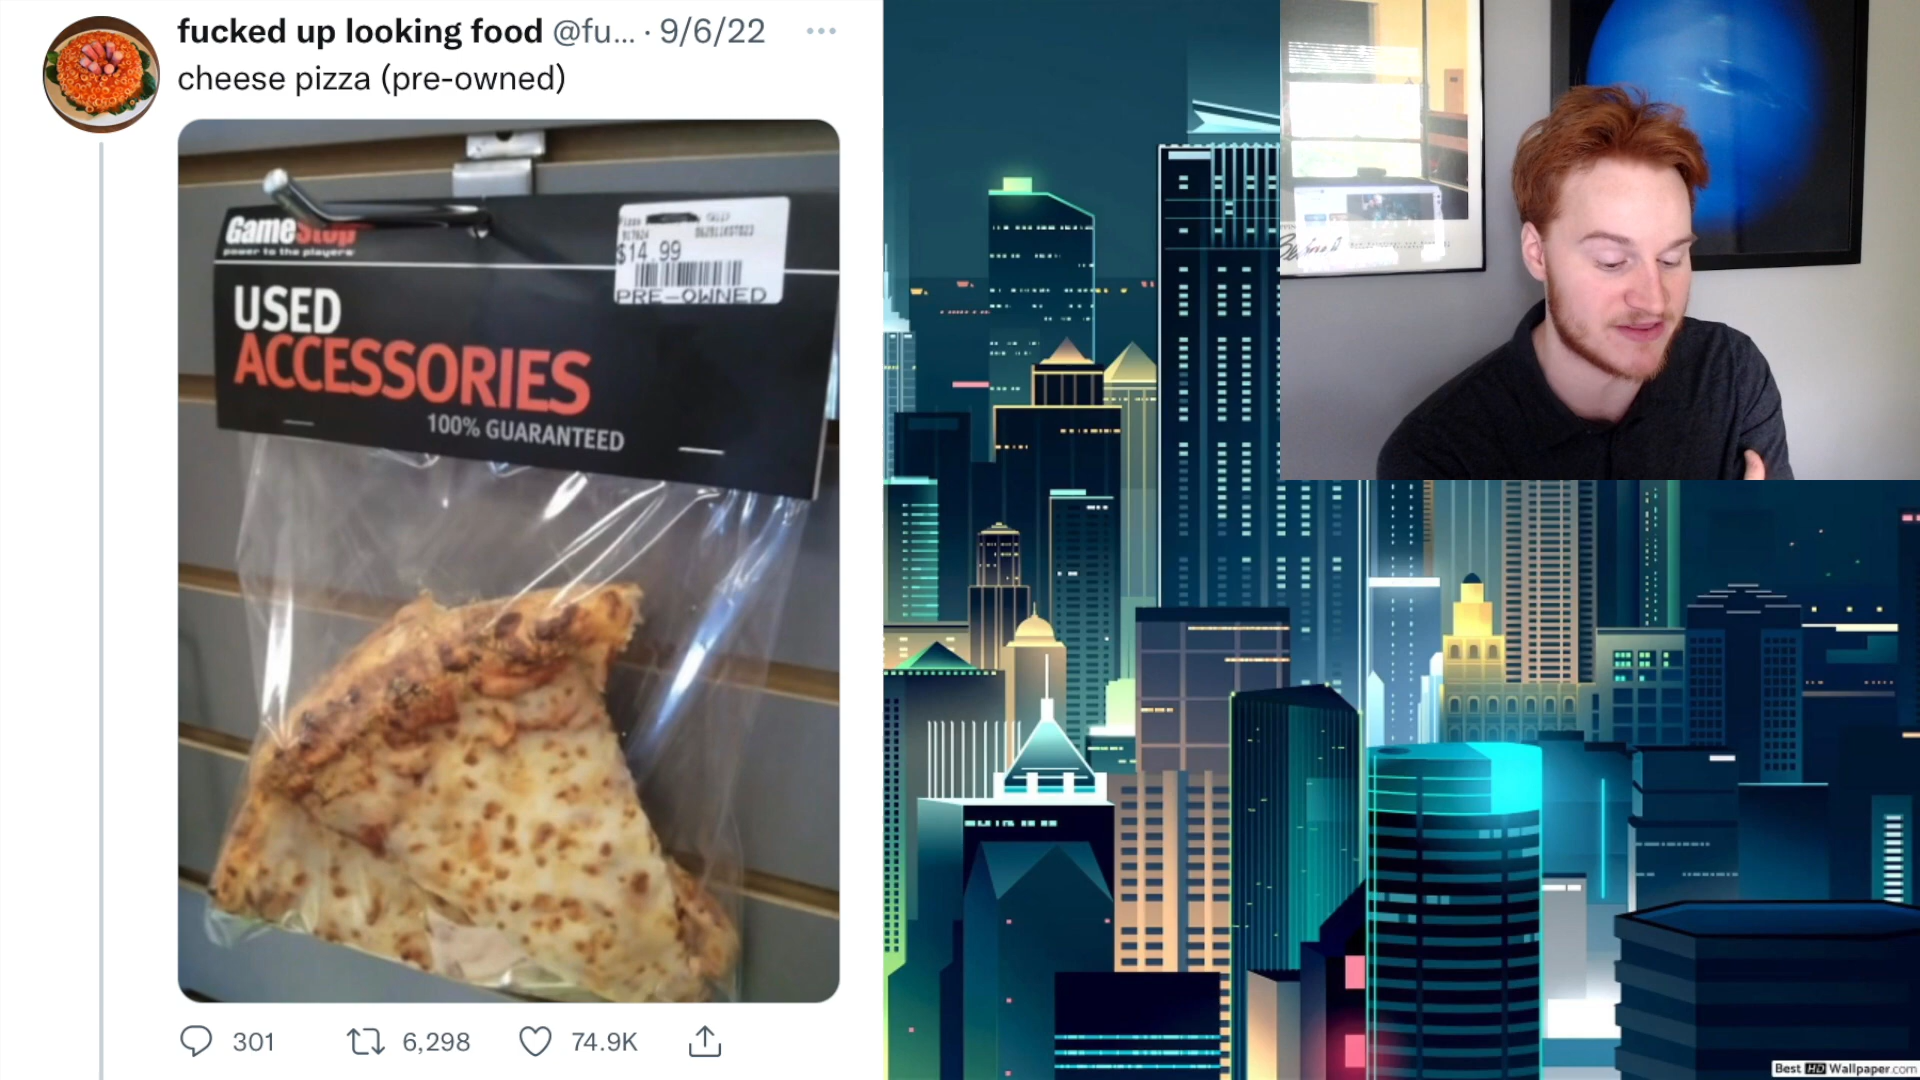 fucked up looking food @fu... · 9/6/22 ...
cheese pizza (pre-owned)
GameStop
power to the players
$14.99
PRE-OWNED
USED
ACCESSORIES
100% GUARANTEED
301
6,298
74.9K
Best HD Wallpaper.com